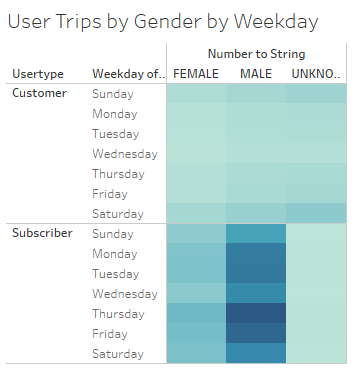 User Trips by Gender by Weekday
Number to String
Usertype Weekday of.. FEMALE MALE UNKNO..
Customer Sunday
Monday
Tuesday
Wednesday
Thursday
Friday
Saturday
Subscriber Sunday
Monday
Tuesday
Wednesday
Thursday
Friday
Saturday